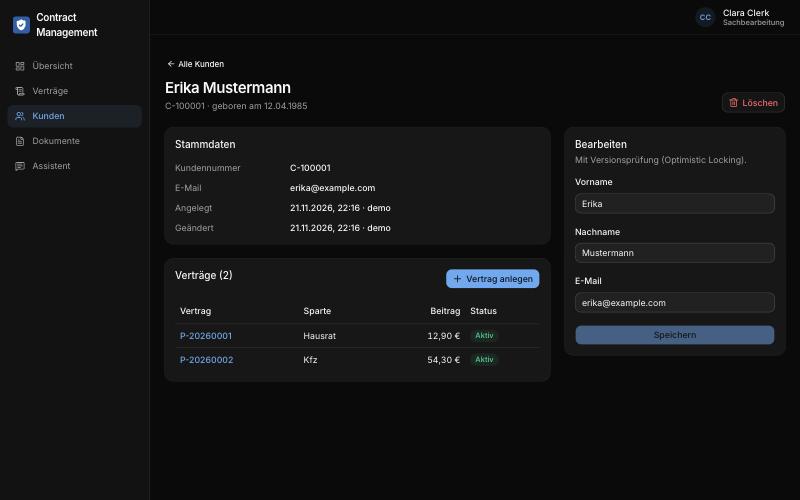 Contract
Management
Übersicht
Verträge
Kunden
Dokumente
Assistent
CC
Clara Clerk
Sachbearbeitung
← Alle Kunden
Erika Mustermann
C-100001 · geboren am 12.04.1985
Löschen
Stammdaten
Kundennummer C-100001
E-Mail erika@example.com
Angelegt 21.11.2026, 22:16 · demo
Geändert 21.11.2026, 22:16 · demo
Verträge (2)
+ Vertrag anlegen
Vertrag Sparte Beitrag Status
P-20260001 Hausrat 12,90 € Aktiv
P-20260002 Kfz 54,30 € Aktiv
Bearbeiten
Mit Versionsprüfung (Optimistic Locking).
Vorname
Erika
Nachname
Mustermann
E-Mail
erika@example.com
Speichern